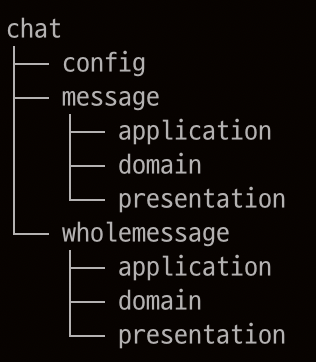 chat
config
message
application
domain
presentation
wholemessage
application
domain
presentation